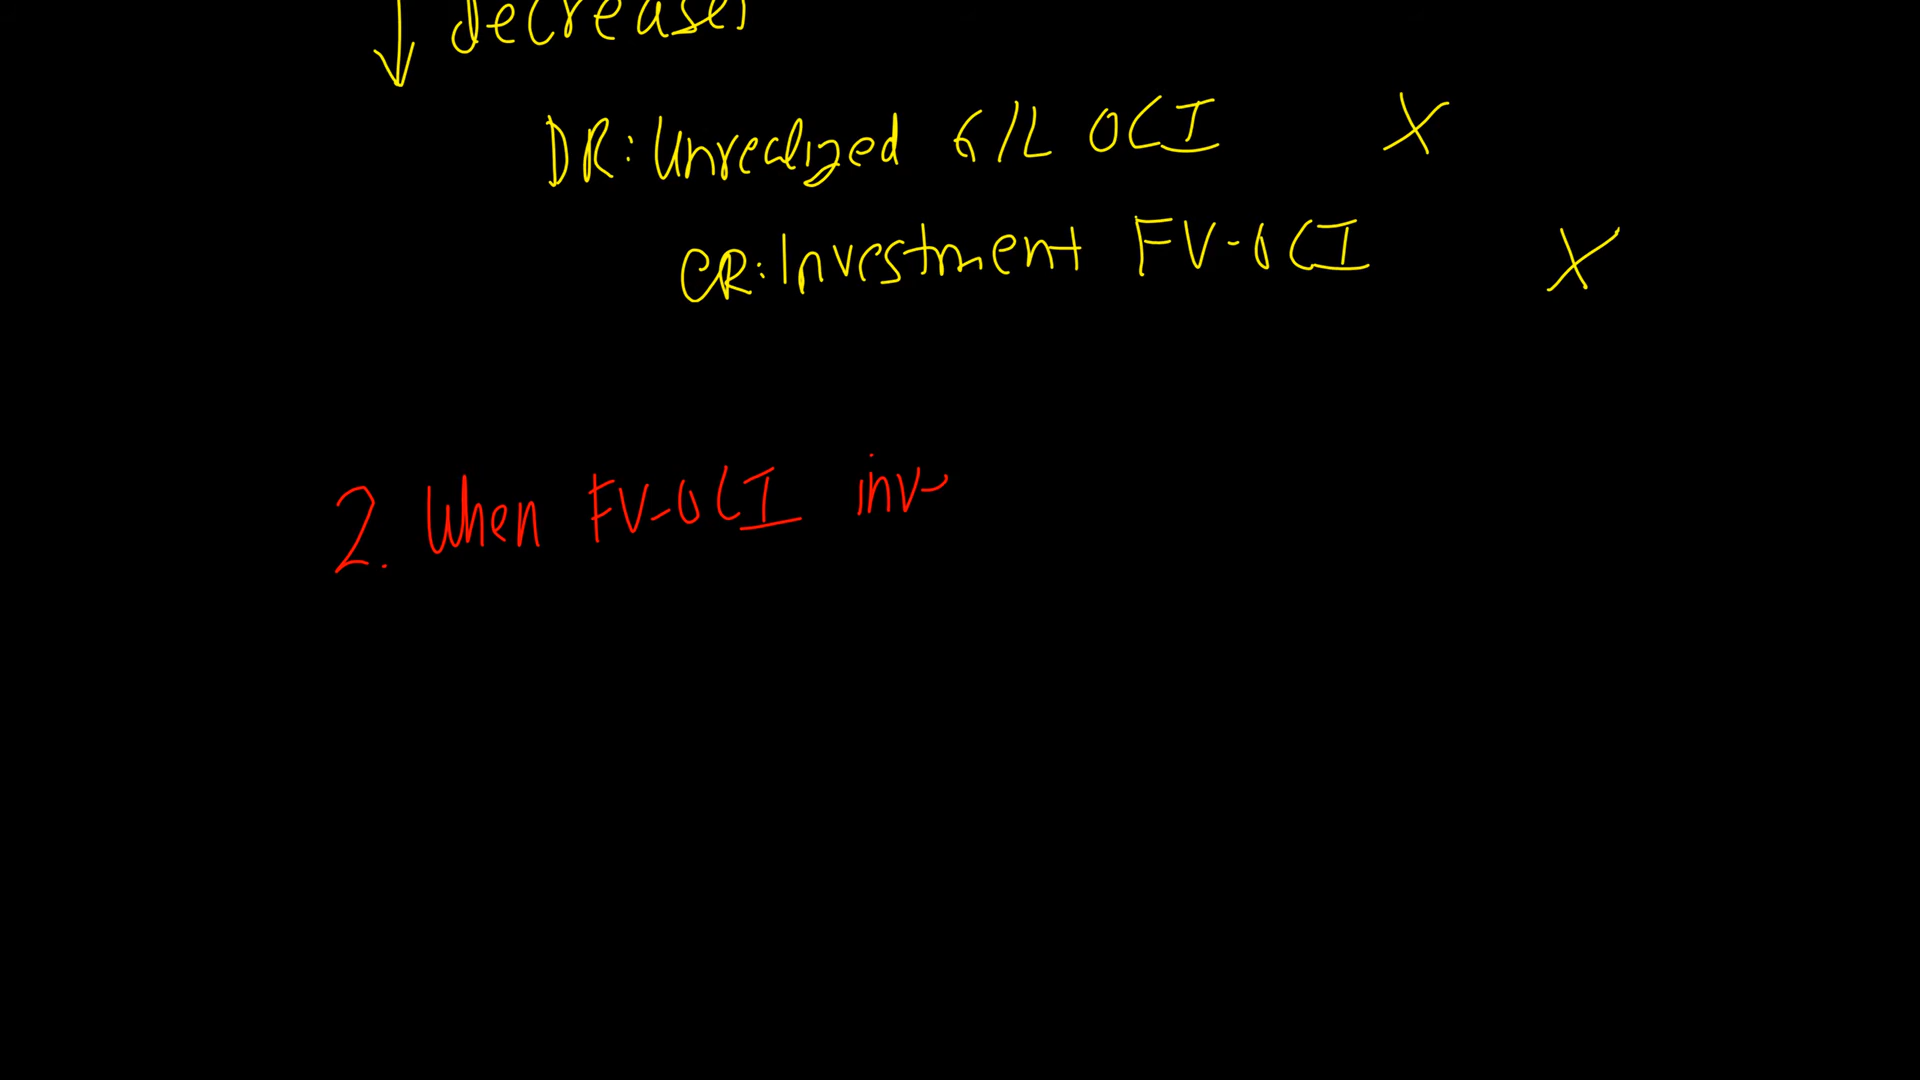 ↓ decreases
DR: Unrealized G/L OCI X
CR: Investment FV-OCI X
2. When FV-OCI inv